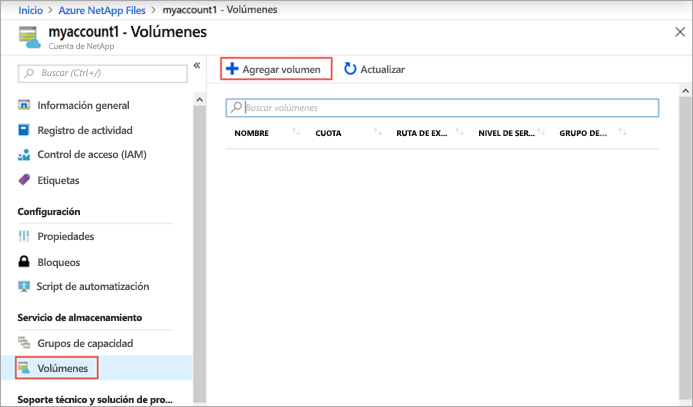 Inicio > Azure NetApp Files > myaccount1 - Volúmenes
myaccount1 - Volúmenes
Cuenta de NetApp
Buscar (Ctrl+/)
Información general
Registro de actividad
Control de acceso (IAM)
Etiquetas
Configuración
Propiedades
Bloqueos
Script de automatización
Servicio de almacenamiento
Grupos de capacidad
Volúmenes
Soporte técnico y solución de pro...
Agregar volumen Actualizar
Buscar volúmenes
NOMBRE CUOTA RUTA DE EX... NIVEL DE SER... GRUPO DE...